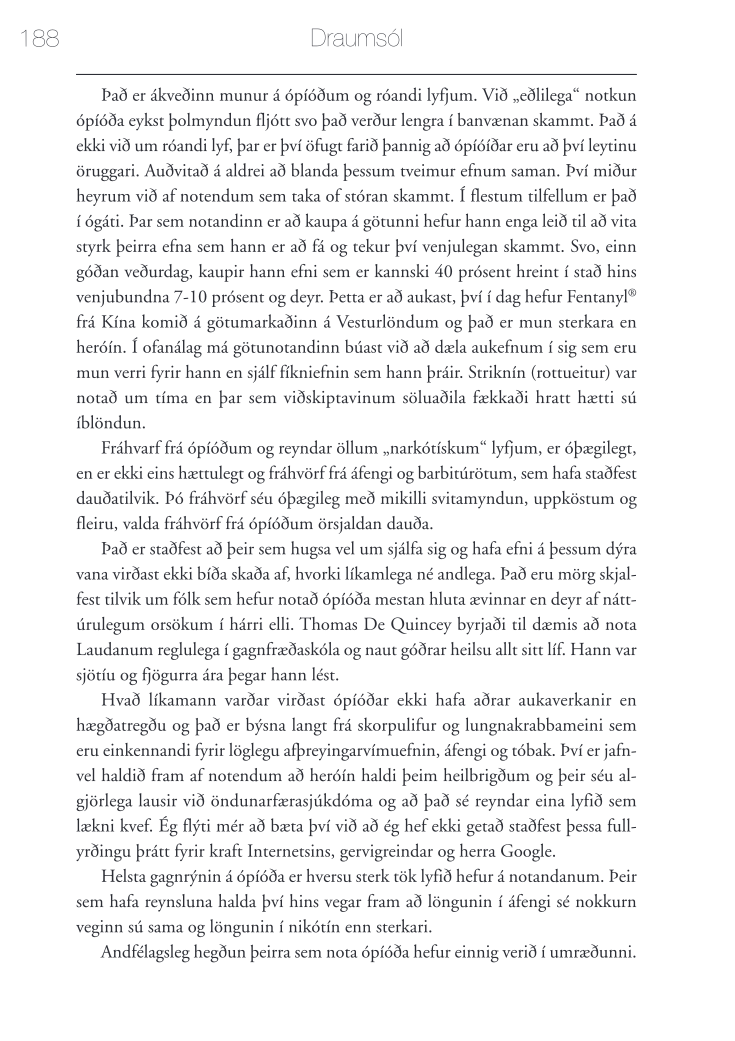 188
Draumsól
Það er ákveðinn munur á ópíóðum og róandi lyfjum. Við „eðlilega“ notkun
ópíóða eykst þolmyndun fljótt svo það verður lengra í banvænan skammt. Það á
ekki við um róandi lyf, þar er því öfugt farið þannig að ópíóíðar eru að því leytinu
öruggari. Auðvitað á aldrei að blanda þessum tveimur efnum saman. Því miður
heyrum við af notendum sem taka of stóran skammt. Í flestum tilfellum er það
í ógáti. Þar sem notandinn er að kaupa á götunni hefur hann enga leið til að vita
styrk þeirra efna sem hann er að fá og tekur því venjulegan skammt. Svo, einn
góðan veðurdag, kaupir hann efni sem er kannski 40 prósent hreint í stað hins
venjubundna 7-10 prósent og deyr. Þetta er að aukast, því í dag hefur Fentanyl®
frá Kína komið á götumarkaðinn á Vesturlöndum og það er mun sterkara en
heróín. Í ofanálag má götunotandinn búast við að dæla aukefnum í sig sem eru
mun verri fyrir hann en sjálf fíkniefnin sem hann þráir. Striknín (rottueitur) var
notað um tíma en þar sem viðskiptavinum söluaðila fækkaði hratt hætti sú
íblöndun.
Fráhvarf frá ópíóðum og reyndar öllum „narkótískum“ lyfjum, er óþægilegt,
en er ekki eins hættulegt og fráhvörf frá áfengi og barbitúrötum, sem hafa staðfest
dauðatilvik. Þó fráhvörf séu óþægileg með mikilli svitamyndun, uppköstum og
fleiru, valda fráhvörf frá ópíóðum örsjaldan dauða.
Það er staðfest að þeir sem hugsa vel um sjálfa sig og hafa efni á þessum dýra
vana virðast ekki bíða skaða af, hvorki líkamlega né andlega. Það eru mörg skjal-
fest tilvik um fólk sem hefur notað ópíóða mestan hluta ævinnar en deyr af nátt-
úrulegum orsökum í hárri elli. Thomas De Quincey byrjaði til dæmis að nota
Laudanum reglulega í gagnfræðaskóla og naut góðrar heilsu allt sitt líf. Hann var
sjötíu og fjögurra ára þegar hann lést.
Hvað líkamann varðar virðast ópíóðar ekki hafa aðrar aukaverkanir en
hægðatregðu og það er býsna langt frá skorpulifur og lungnakrabbameini sem
eru einkennandi fyrir löglegu afþreyingarvímuefnin, áfengi og tóbak. Því er jafn-
vel haldið fram af notendum að heróín haldi þeim heilbrigðum og þeir séu al-
gjörlega lausir við öndunarfærasjúkdóma og að það sé reyndar eina lyfið sem
lækni kvef. Ég flýti mér að bæta því við að ég hef ekki getað staðfest þessa full-
yrðingu þrátt fyrir kraft Internetsins, gervigreindar og herra Google.
Helsta gagnrýnin á ópíóða er hversu sterk tök lyfið hefur á notandanum. Þeir
sem hafa reynsluna halda því hins vegar fram að löngunin í áfengi sé nokkurn
veginn sú sama og löngunin í nikótín enn sterkari.
Andfélagsleg hegðun þeirra sem nota ópíóða hefur einnig verið í umræðunni.